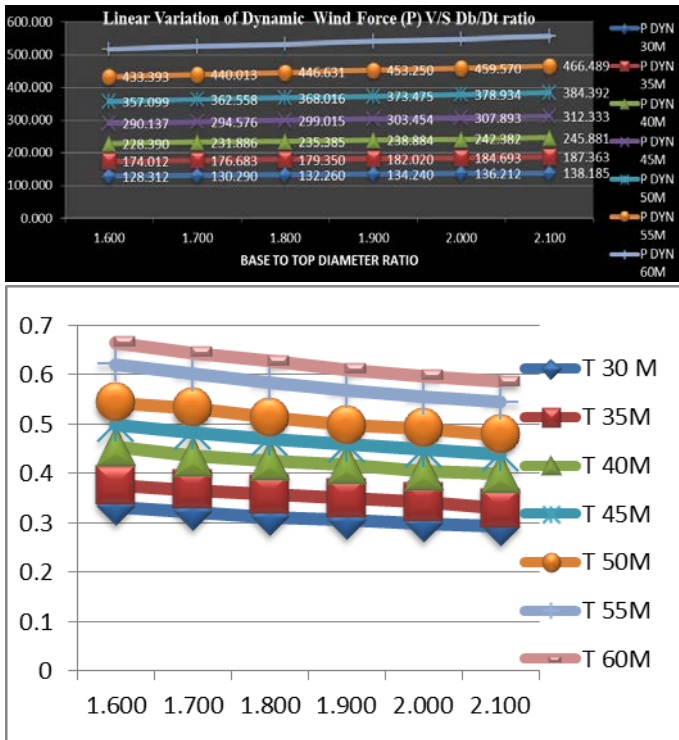 Linear Variation of Dynamic Wind Force (P) V/S Db/Dt ratio
600.000
500.000
400.000
300.000
200.000
100.000
0.000
433.393 440.013 446.631 453.250 459.570 466.489
357.099 362.558 368.016 373.475 378.934 384.392
290.137 294.576 299.015 303.454 307.893 312.333
228.390 231.886 235.385 238.884 242.382 245.881
174.012 176.683 179.350 182.020 184.693 187.363
128.312 130.290 132.260 134.240 136.212 138.185
1.600 1.700 1.800 1.900 2.000 2.100
BASE TO TOP DIAMETER RATIO
P DYN
30M
P DYN
35M
P DYN
40M
P DYN
45M
P DYN
50M
P DYN
55M
P DYN
60M
0.7
0.6
0.5
0.4
0.3
0.2
0.1
0
1.600 1.700 1.800 1.900 2.000 2.100
T 30 M
T 35M
T 40M
T 45M
T 50M
T 55M
T 60M